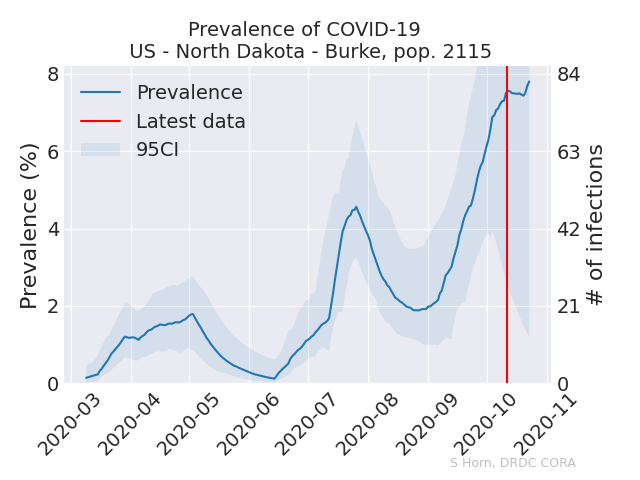 Prevalence of COVID-19
US - North Dakota - Burke, pop. 2115
Prevalence
Latest data
95CI
Prevalence (%)
8
6
4
2
0
# of infections
84
63
42
21
0
2020-03
2020-04
2020-05
2020-06
2020-07
2020-08
2020-09
2020-10
2020-11
S Horn, DRDC CORA